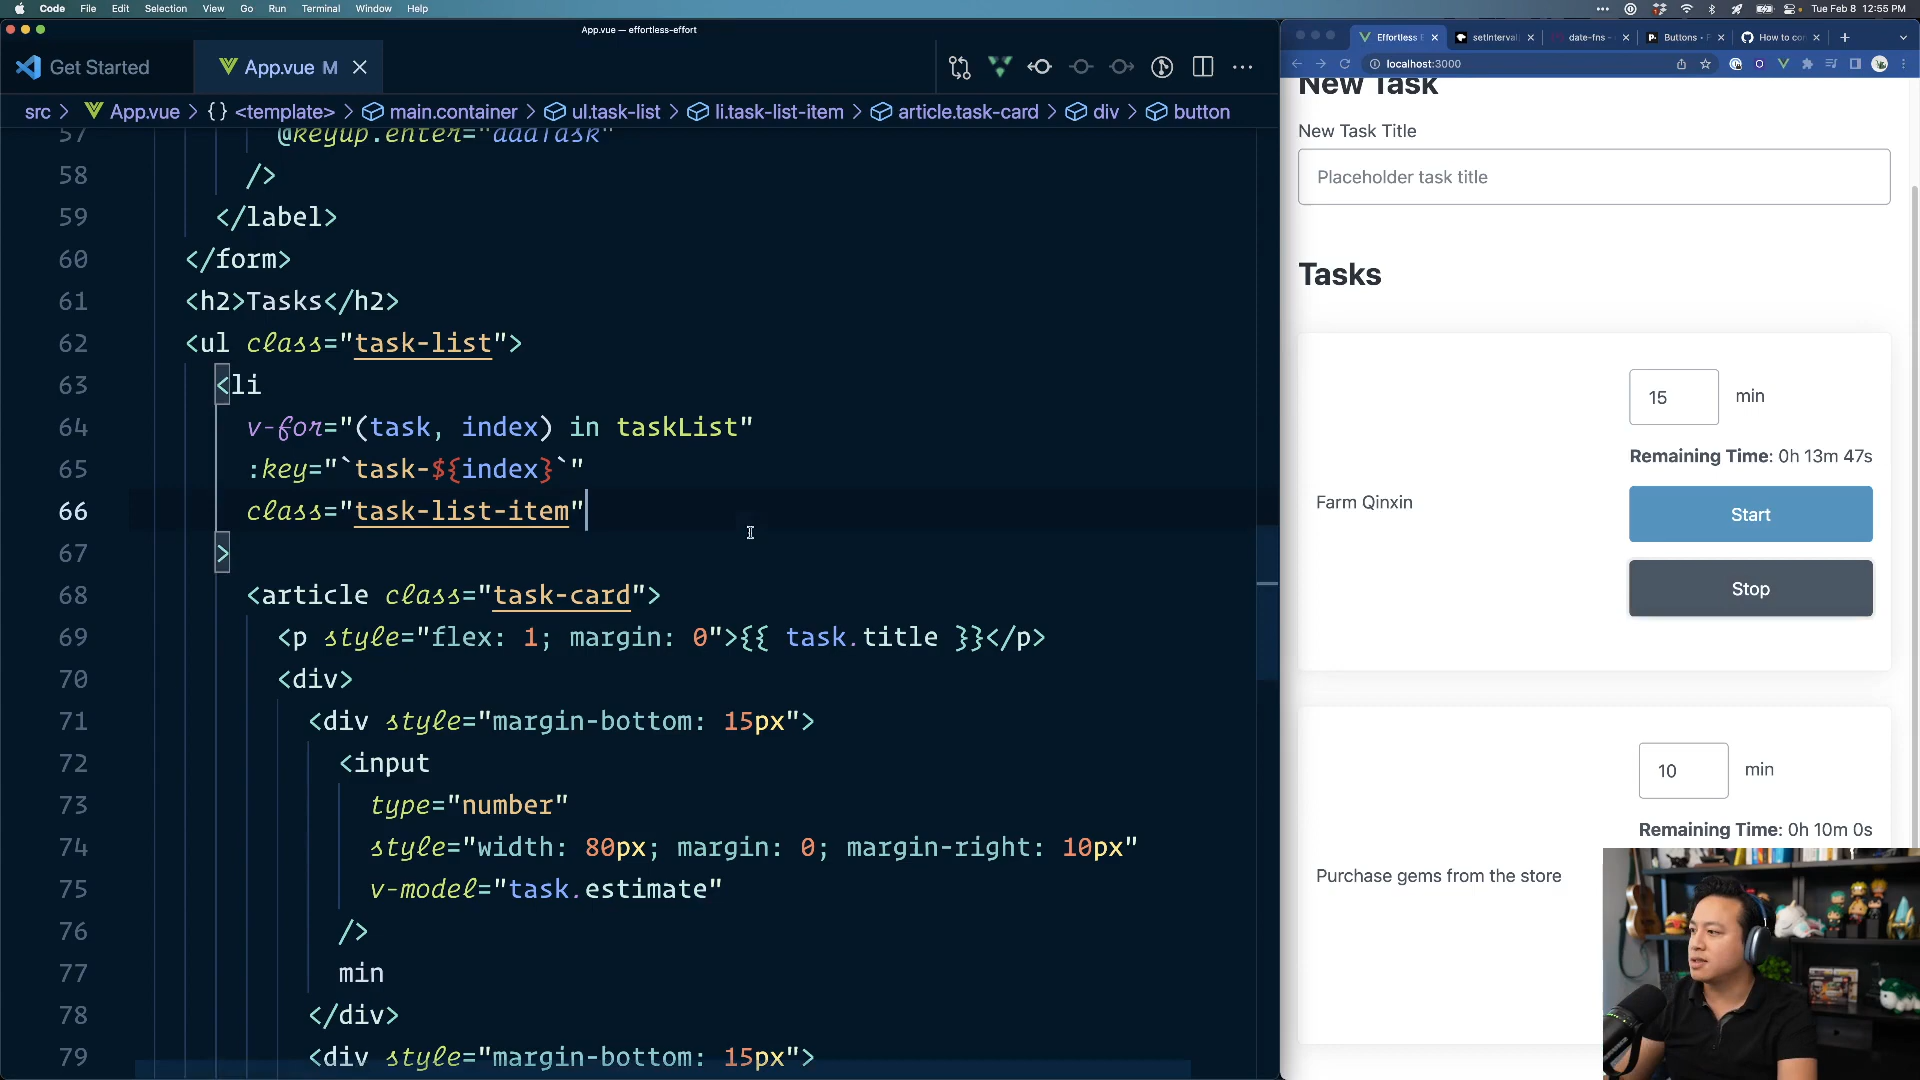 Code File Edit Selection View Go Run Terminal Window Help
Tue Feb 8 12:55 PM
App.vue — effortless-effort
Get Started
App.vue M
src > App.vue > {} <template> > main.container > ul.task-list > li.task-list-item > article.task-card > div > button
57 @keyup.enter="addTask"
58 />
59 </label>
60 </form>
61 <h2>Tasks</h2>
62 <ul class="task-list">
63 <li
64 v-for="(task, index) in taskList"
65 :key="`task-${index}`"
66 class="task-list-item"
67 >
68 <article class="task-card">
69 <p style="flex: 1; margin: 0">{{ task.title }}</p>
70 <div>
71 <div style="margin-bottom: 15px">
72 <input
73 type="number"
74 style="width: 80px; margin: 0; margin-right: 10px"
75 v-model="task.estimate"
76 />
77 min
78 </div>
79 <div style="margin-bottom: 15px">
Effortless E
setInterval
date-fns -
Buttons - P
How to co
localhost:3000
New Task
New Task Title
Placeholder task title
Tasks
15 min
Remaining Time: 0h 13m 47s
Farm Qinxin
Start
Stop
10 min
Remaining Time: 0h 10m 0s
Purchase gems from the store